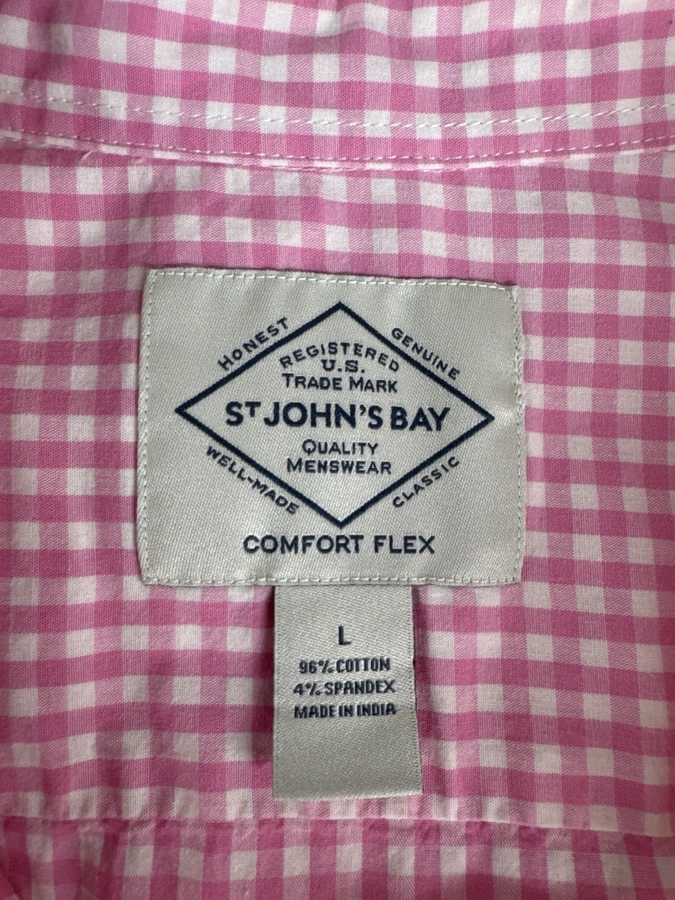 HONEST
GENUINE
REGISTERED
U.S.
TRADE MARK
ST JOHN'S BAY
QUALITY
MENSWEAR
WELL-MADE
CLASSIC
COMFORT FLEX
L
96% COTTON
4% SPANDEX
MADE IN INDIA